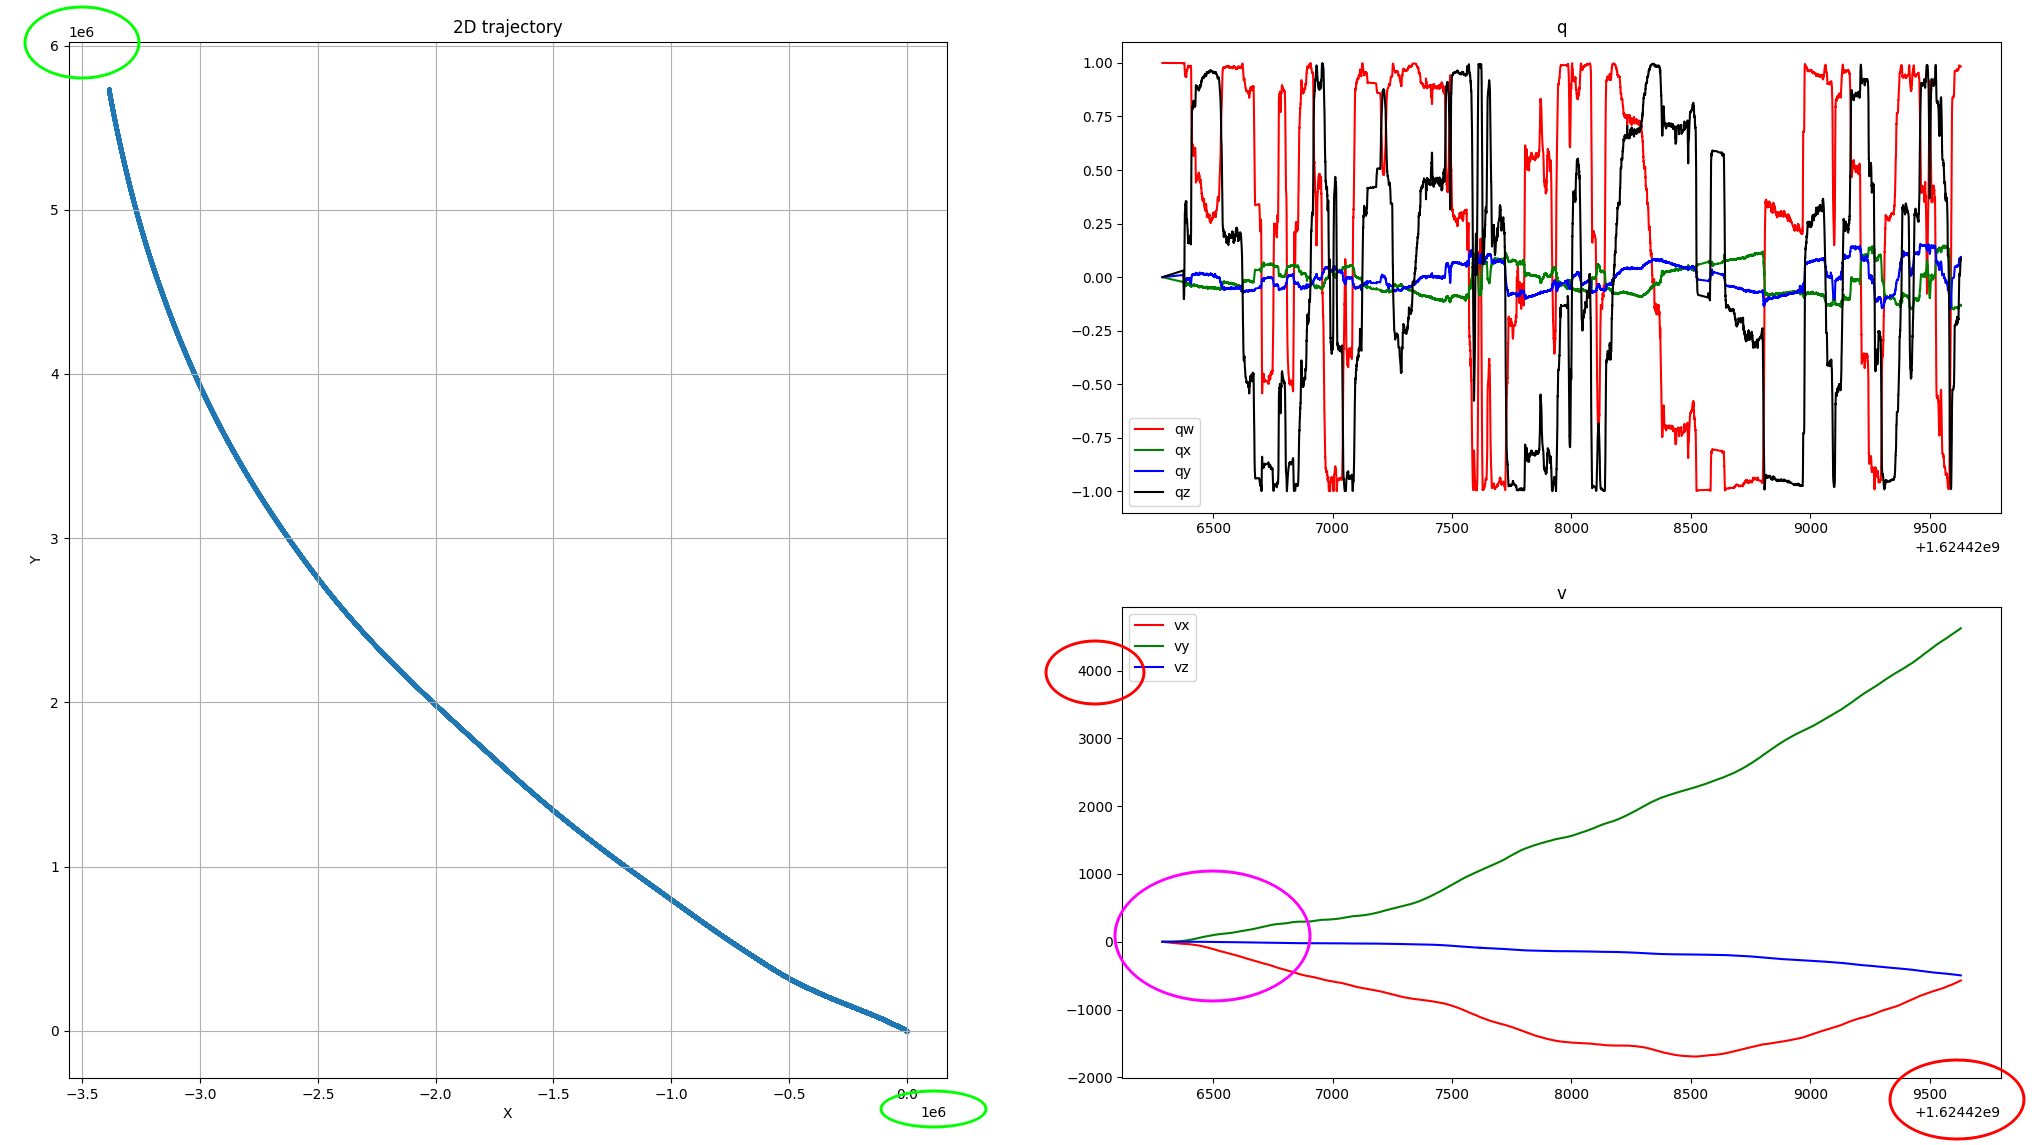 2D trajectory
1e6
6
5
4
3
2
1
0
Y
−3.5 −3.0 −2.5 −2.0 −1.5 −1.0 −0.5 0.0
X
1e6
q
1.00
0.75
0.50
0.25
0.00
−0.25
−0.50
−0.75
−1.00
qw
qx
qy
qz
6500 7000 7500 8000 8500 9000 9500
+1.62442e9
v
4000
3000
2000
1000
0
−1000
−2000
vx
vy
vz
6500 7000 7500 8000 8500 9000 9500
+1.62442e9